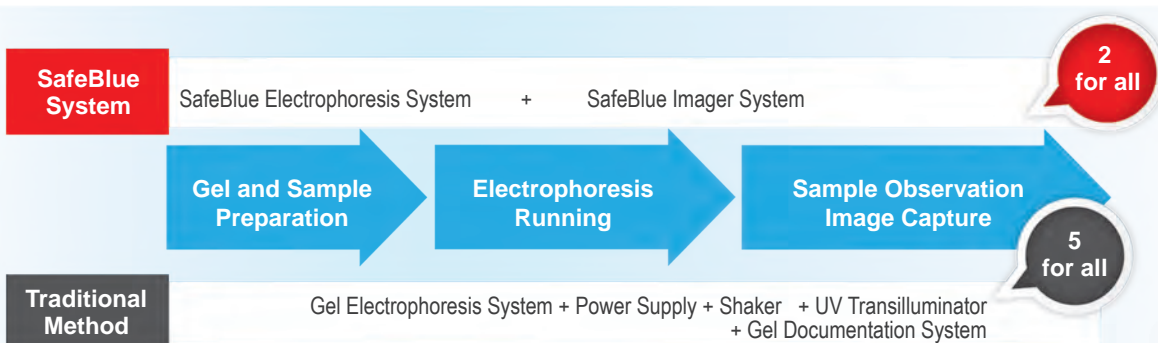 SafeBlue
System
SafeBlue Electrophoresis System + SafeBlue Imager System
2
for all
Gel and Sample
Preparation
Electrophoresis
Running
Sample Observation
Image Capture
5
for all
Traditional
Method
Gel Electrophoresis System + Power Supply + Shaker + UV Transilluminator
+ Gel Documentation System